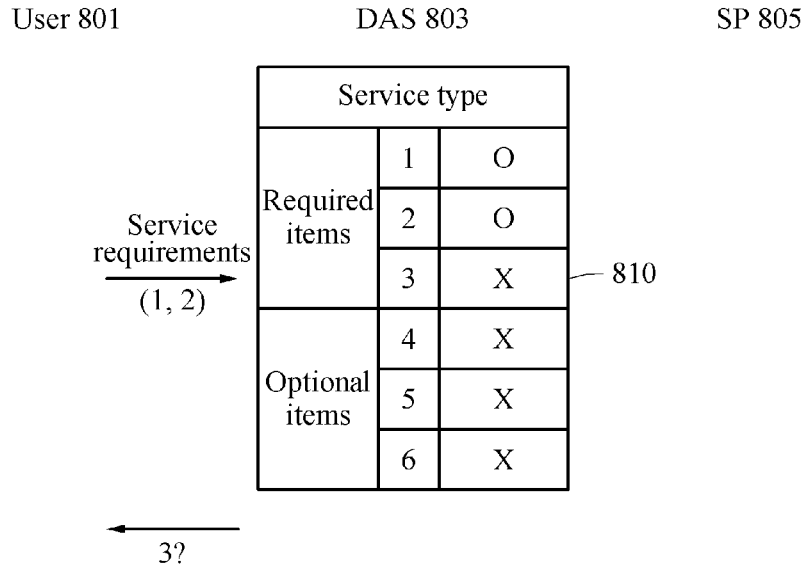 User 801 DAS 803 SP 805
Service type
Required items
1 O
2 O
3 X
810
Service requirements
(1, 2)
Optional items
4 X
5 X
6 X
3?